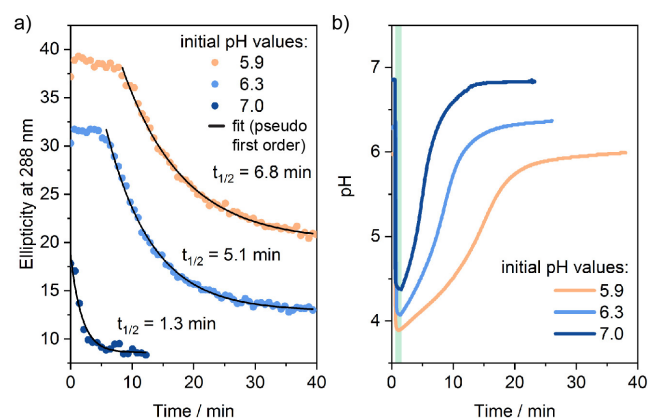 a)
Ellipticity at 288 nm
40
35
30
25
20
15
10
initial pH values:
5.9
6.3
7.0
fit (pseudo
first order)
t1/2 = 6.8 min
t1/2 = 5.1 min
t1/2 = 1.3 min
0 10 20 30 40
Time / min
b)
pH
7
6
5
4
initial pH values:
5.9
6.3
7.0
0 10 20 30 40
Time / min